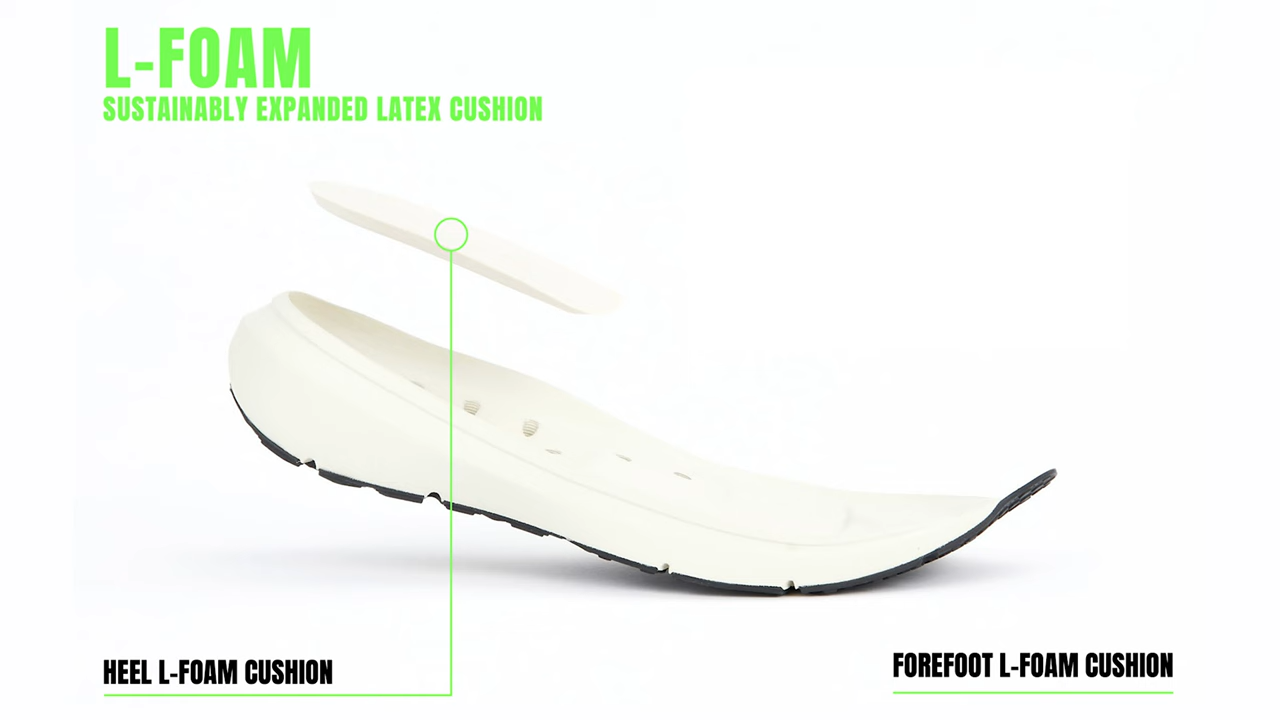 L-FOAM
SUSTAINABLY EXPANDED LATEX CUSHION
HEEL L-FOAM CUSHION
FOREFOOT L-FOAM CUSHION